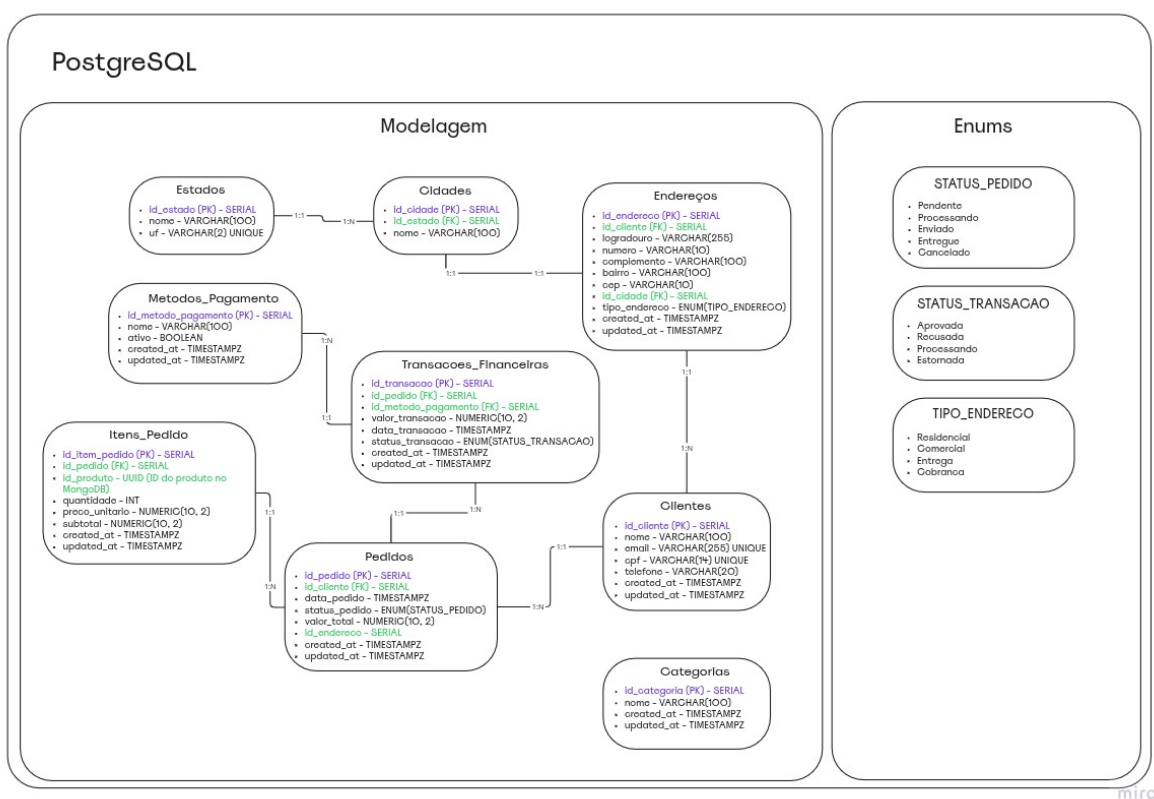 PostgreSQL
Modelagem
Estados
id_estado (PK) - SERIAL
nome - VARCHAR(100)
uf - VARCHAR(2) UNIQUE
1:1
1:N
Cidades
id_cidade (PK) - SERIAL
id_estado (FK) - SERIAL
nome - VARCHAR(100)
1:1
1:1
Endereços
id_endereco (PK) - SERIAL
id_cliente (FK) - SERIAL
logradouro - VARCHAR(255)
numero - VARCHAR(10)
complemento - VARCHAR(100)
bairro - VARCHAR(100)
cep - VARCHAR(10)
id_cidade (FK) - SERIAL
tipo_endereco - ENUM(TIPO_ENDERECO)
created_at - TIMESTAMPZ
updated_at - TIMESTAMPZ
Metodos_Pagamento
id_metodo_pagamento (PK) - SERIAL
nome - VARCHAR(100)
ativo - BOOLEAN
created_at - TIMESTAMPZ
updated_at - TIMESTAMPZ
1:N
1:1
Transacoes_Financeiras
id_transacao (PK) - SERIAL
id_pedido (FK) - SERIAL
id_metodo_pagamento (FK) - SERIAL
valor_transacao - NUMERIC(10, 2)
data_transacao - TIMESTAMPZ
status_transacao - ENUM(STATUS_TRANSACAO)
created_at - TIMESTAMPZ
updated_at - TIMESTAMPZ
1:1
1:N
Itens_Pedido
id_item_pedido (PK) - SERIAL
id_pedido (FK) - SERIAL
id_produto - UUID (ID do produto no
MongoDB)
quantidade - INT
preco_unitario - NUMERIC(10, 2)
subtotal - NUMERIC(10, 2)
created_at - TIMESTAMPZ
updated_at - TIMESTAMPZ
1:1
1:N
1:N
1:1
Pedidos
id_pedido (PK) - SERIAL
id_cliente (FK) - SERIAL
data_pedido - TIMESTAMPZ
status_pedido - ENUM(STATUS_PEDIDO)
valor_total - NUMERIC(10, 2)
id_endereco - SERIAL
created_at - TIMESTAMPZ
updated_at - TIMESTAMPZ
1:1
1:N
Clientes
id_cliente (PK) - SERIAL
nome - VARCHAR(100)
email - VARCHAR(255) UNIQUE
cpf - VARCHAR(14) UNIQUE
telefone - VARCHAR(20)
created_at - TIMESTAMPZ
updated_at - TIMESTAMPZ
Categorias
id_categoria (PK) - SERIAL
nome - VARCHAR(100)
created_at - TIMESTAMPZ
updated_at - TIMESTAMPZ
Enums
STATUS_PEDIDO
Pendente
Processando
Enviado
Entregue
Cancelado
STATUS_TRANSACAO
Aprovada
Recusada
Processando
Estornada
TIPO_ENDERECO
Residencial
Comercial
Entrega
Cobranca
miro